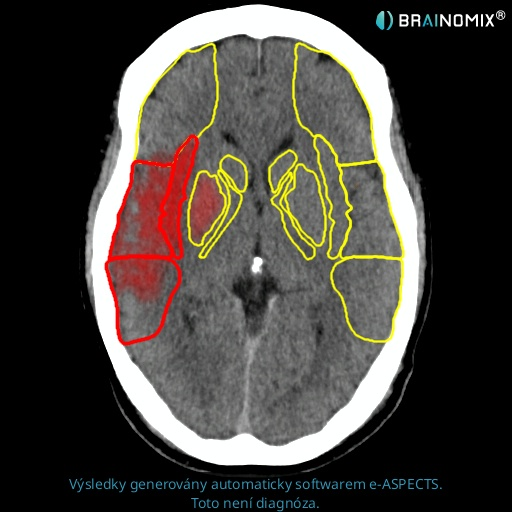 BRAINOMIX®
Výsledky generovány automaticky softwarem e-ASPECTS.
Toto není diagnóza.